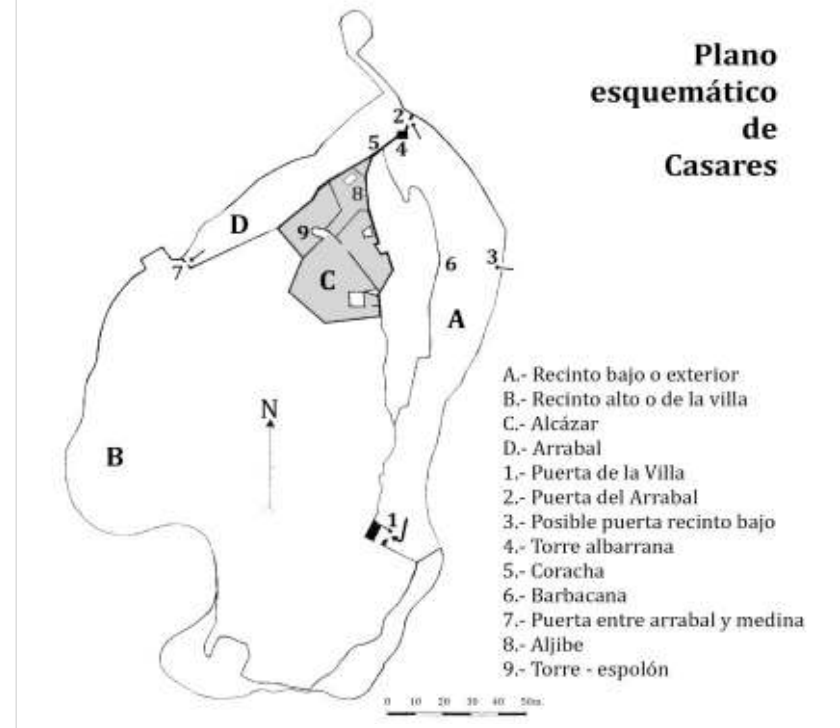 Plano
esquemático
de
Casares
2
5
4
8
D
9
7
6
3
C
A
N
B
1
A.- Recinto bajo o exterior
B.- Recinto alto o de la villa
C.- Alcázar
D.- Arrabal
1.- Puerta de la Villa
2.- Puerta del Arrabal
3.- Posible puerta recinto bajo
4.- Torre albarrana
5.- Coracha
6.- Barbacana
7.- Puerta entre arrabal y medina
8.- Aljibe
9.- Torre - espolón
0 10 20 30 40 50m.